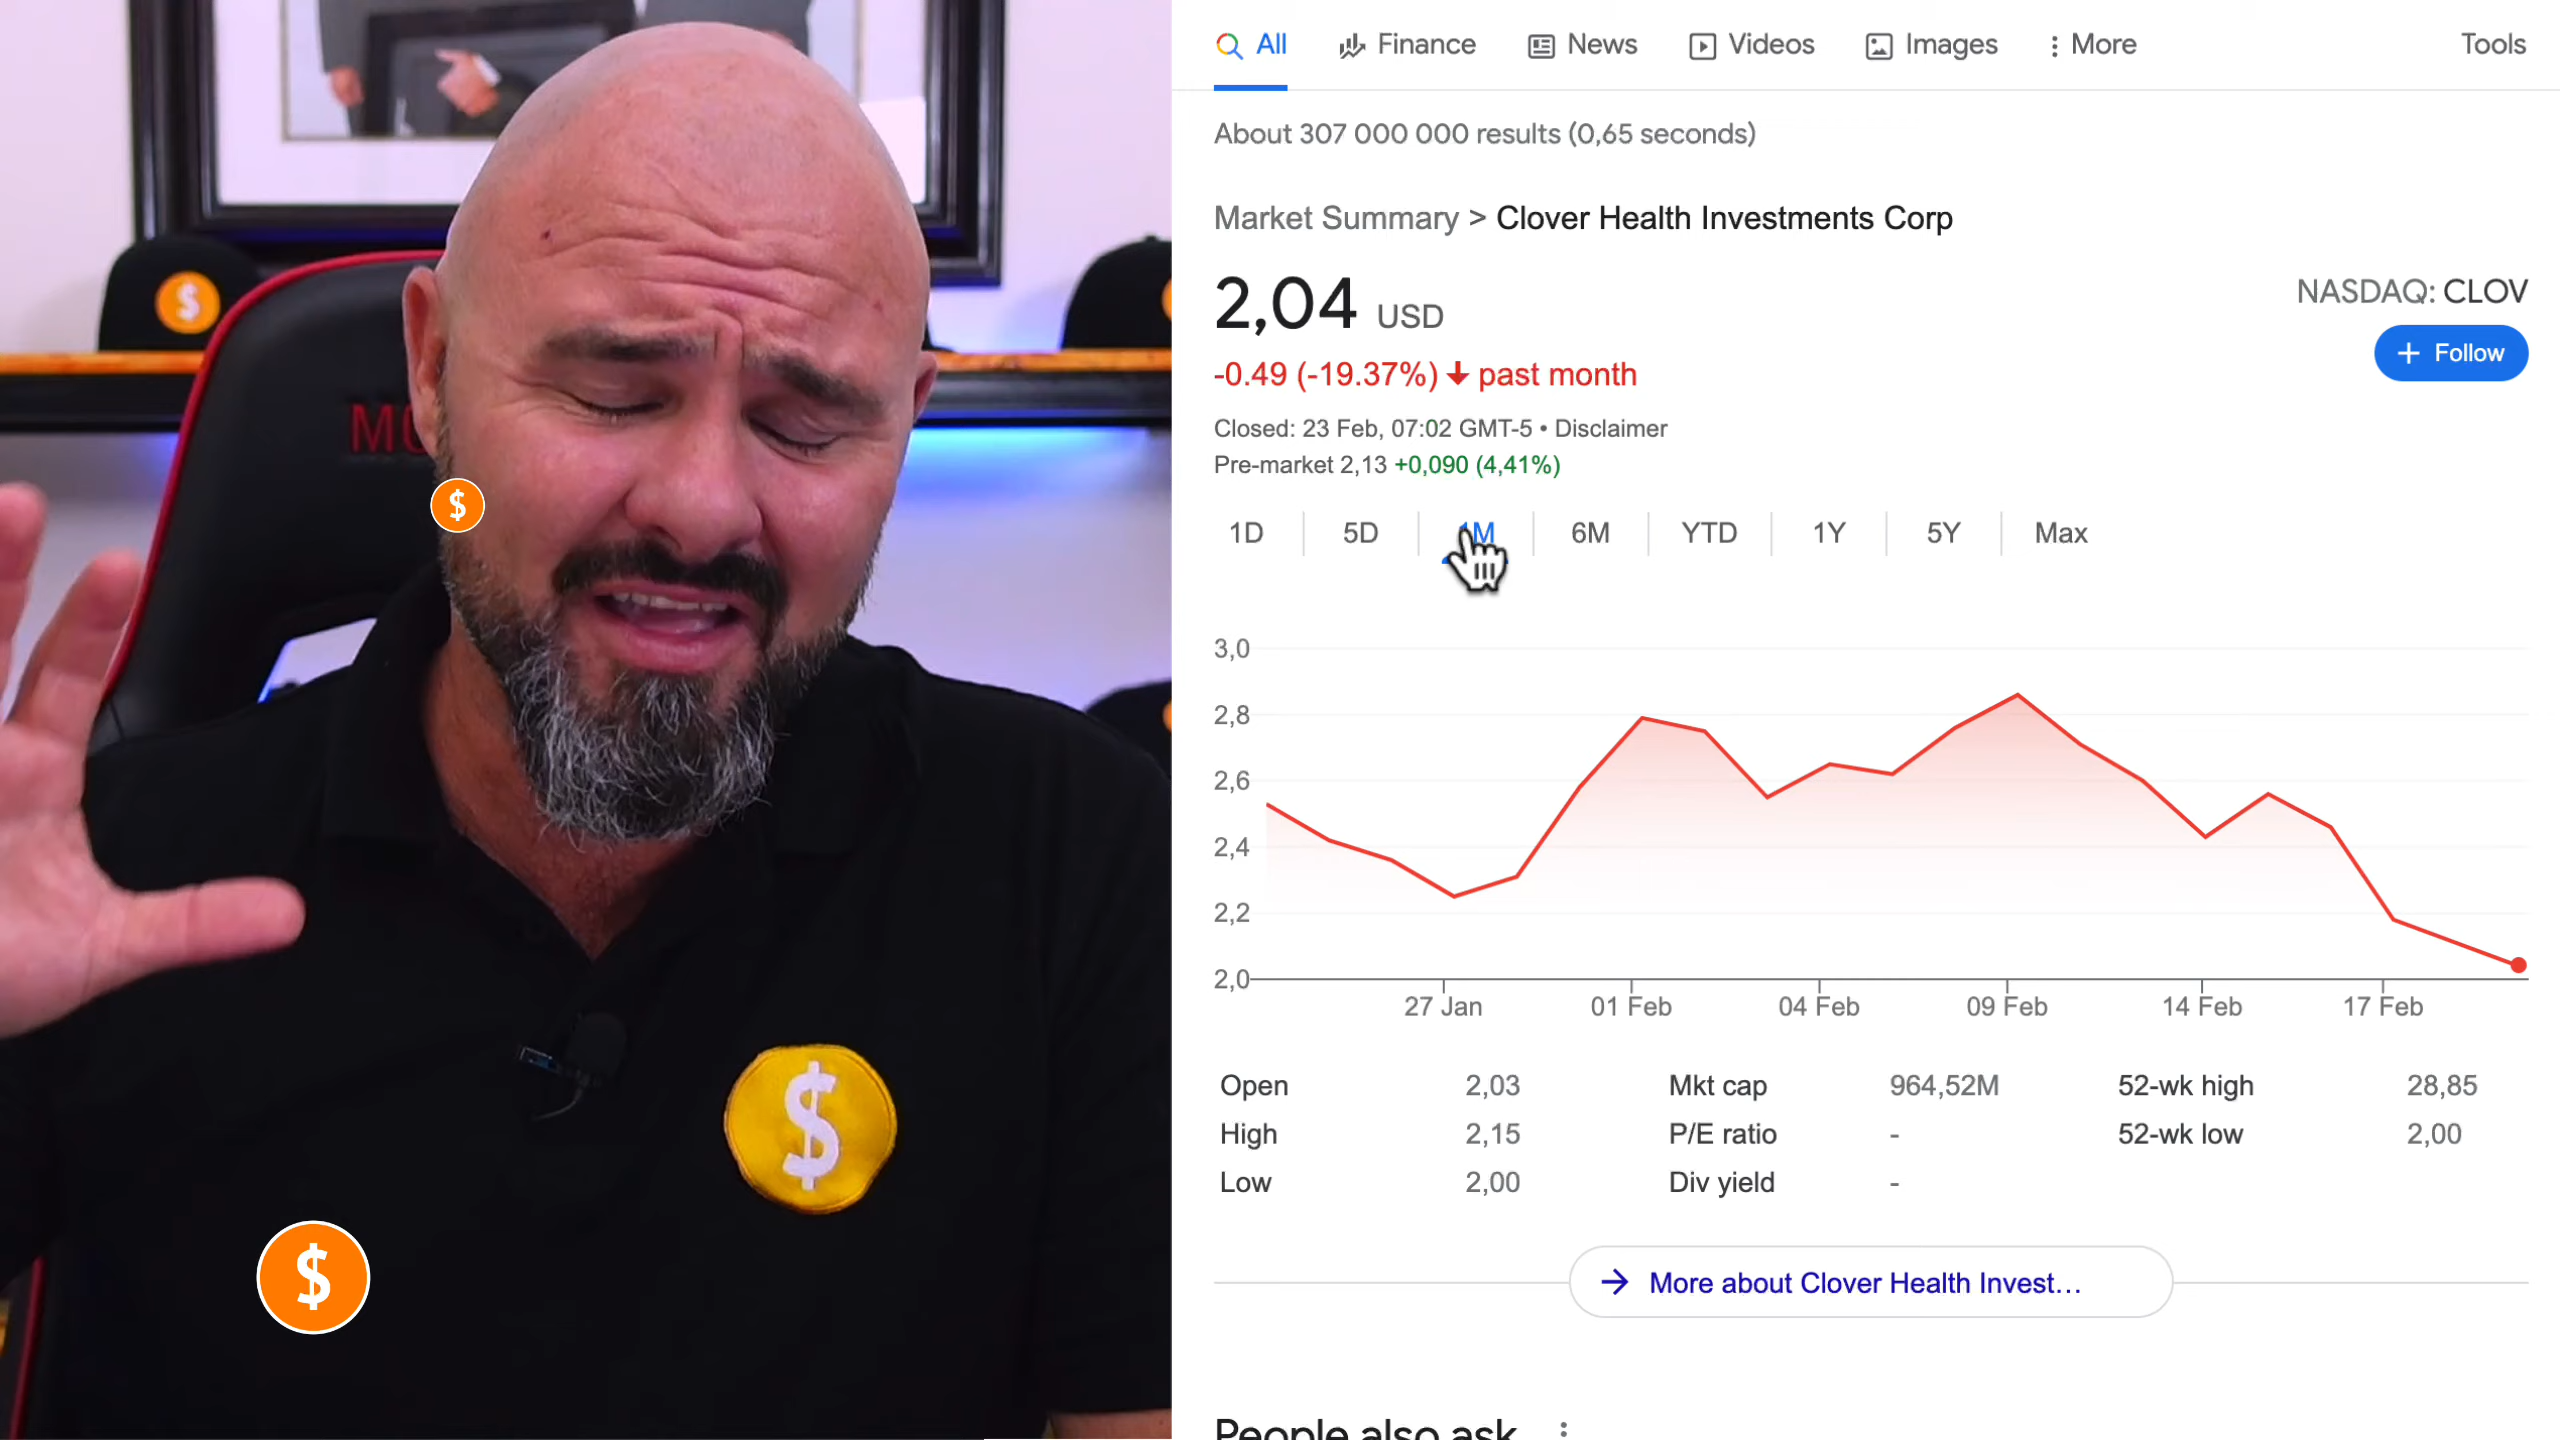 All
Finance
News
Videos
Images
More
Tools
About 307 000 000 results (0,65 seconds)
Market Summary > Clover Health Investments Corp
2,04 USD
NASDAQ: CLOV
+ Follow
-0.49 (-19.37%) past month
Closed: 23 Feb, 07:02 GMT-5 • Disclaimer
Pre-market 2,13 +0,090 (4,41%)
1D
5D
1M
6M
YTD
1Y
5Y
Max
3,0
2,8
2,6
2,4
2,2
2,0
27 Jan
01 Feb
04 Feb
09 Feb
14 Feb
17 Feb
Open 2,03 Mkt cap 964,52M 52-wk high 28,85
High 2,15 P/E ratio - 52-wk low 2,00
Low 2,00 Div yield -
More about Clover Health Invest...
People also ask
$
$
$
$